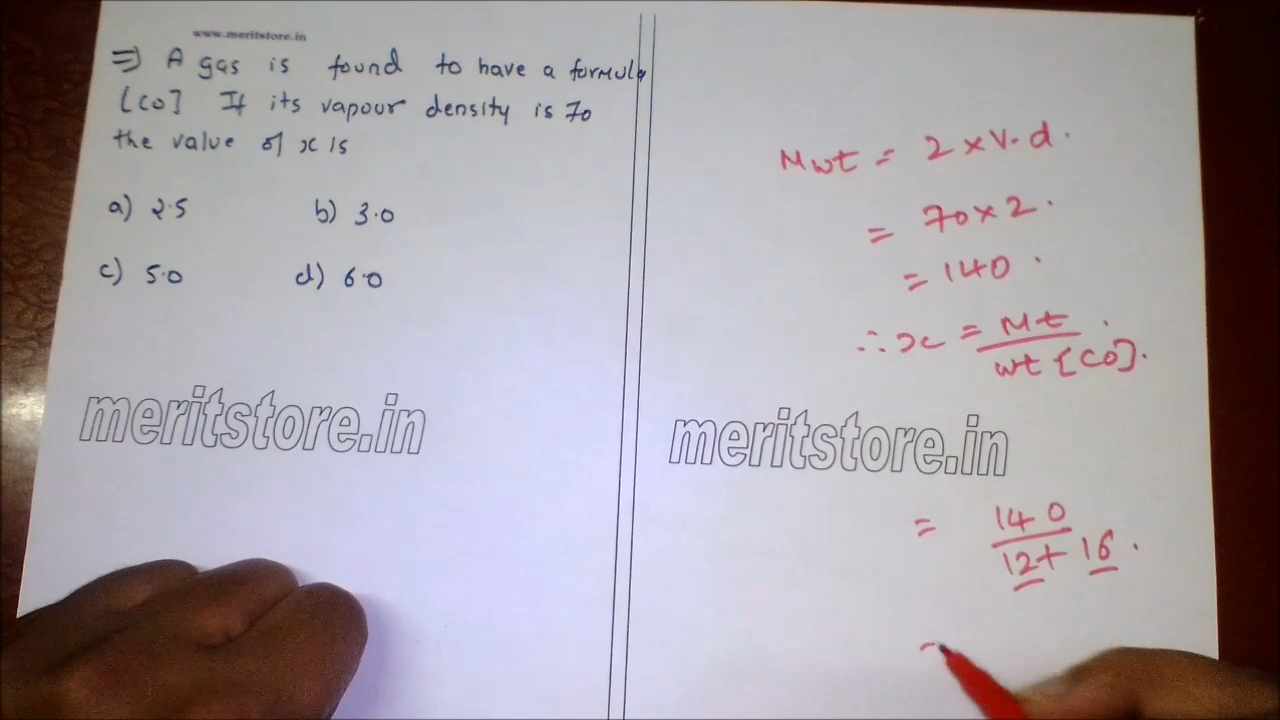 www.meritstore.in
⇒) A gas is found to have a formula
[CO] If its vapour density is 70
the value of x is
a) 2.5 b) 3.0
c) 5.0 d) 6.0
meritstore.in
Mwt = 2 × V.d.
= 70 × 2.
= 140.
∴ x = Mt
wt [CO].
meritstore.in
= 140
12 + 16.
=